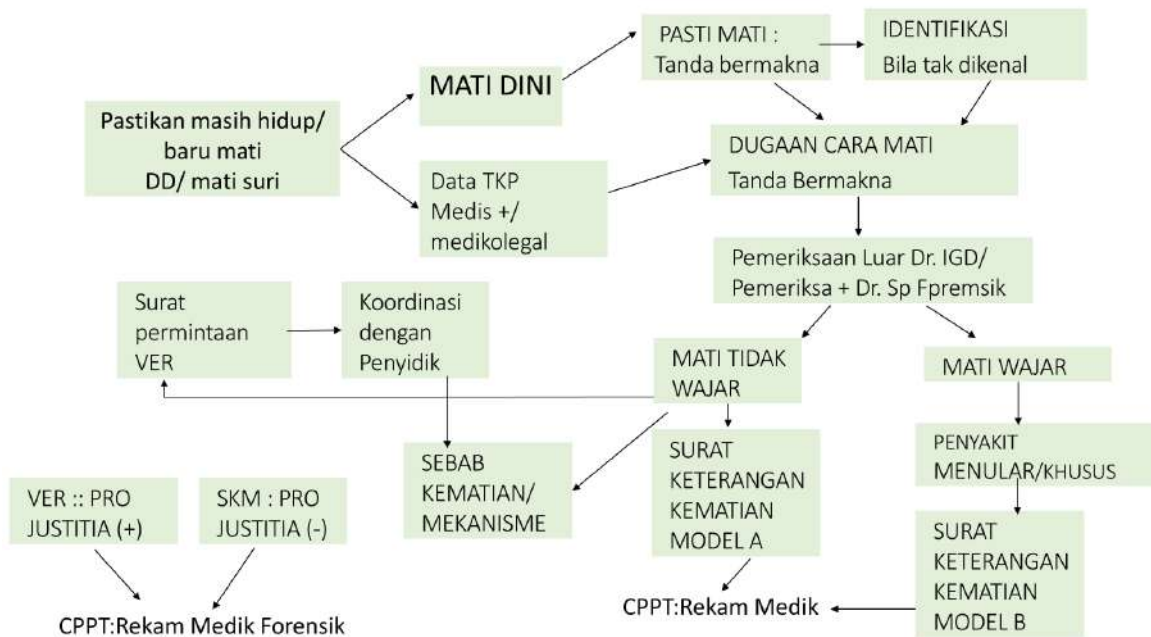 PASTI MATI :
Tanda bermakna
IDENTIFIKASI
Bila tak dikenal
MATI DINI
Pastikan masih hidup/
baru mati
DD/ mati suri
Data TKP
Medis +/
medikolegal
DUGAAN CARA MATI
Tanda Bermakna
Pemeriksaan Luar Dr. IGD/
Pemeriksa + Dr. Sp Fpremsik
Surat
permintaan
VER
Koordinasi
dengan
Penyidik
MATI TIDAK
WAJAR
MATI WAJAR
SEBAB
KEMATIAN/
MEKANISME
SURAT
KETERANGAN
KEMATIAN
MODEL A
PENYAKIT
MENULAR/KHUSUS
VER :: PRO
JUSTITIA (+)
SKM : PRO
JUSTITIA (-)
SURAT
KETERANGAN
KEMATIAN
MODEL B
CPPT:Rekam Medik
CPPT:Rekam Medik Forensik